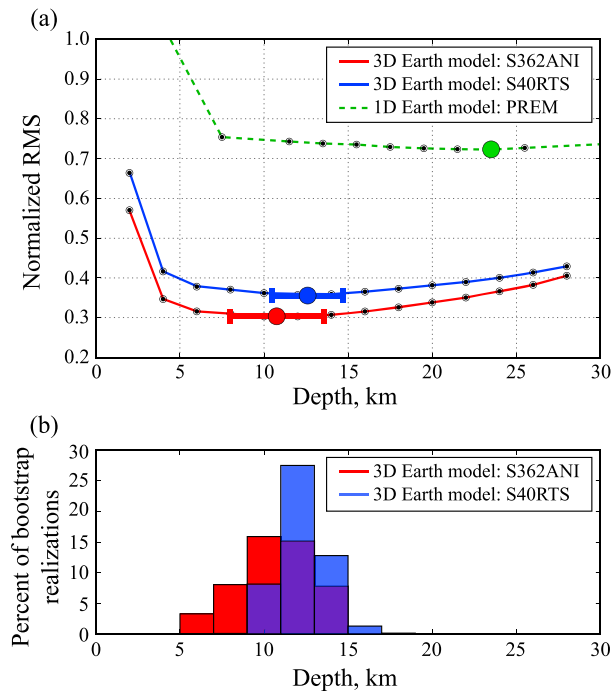 (a)
1.0
0.9
0.8
0.7
0.6
0.5
0.4
0.3
0.2
Normalized RMS
3D Earth model: S362ANI
3D Earth model: S40RTS
1D Earth model: PREM
0 5 10 15 20 25 30
Depth, km
(b)
30
25
20
15
10
5
0
Percent of bootstrap
realizations
3D Earth model: S362ANI
3D Earth model: S40RTS
0 5 10 15 20 25 30
Depth, km